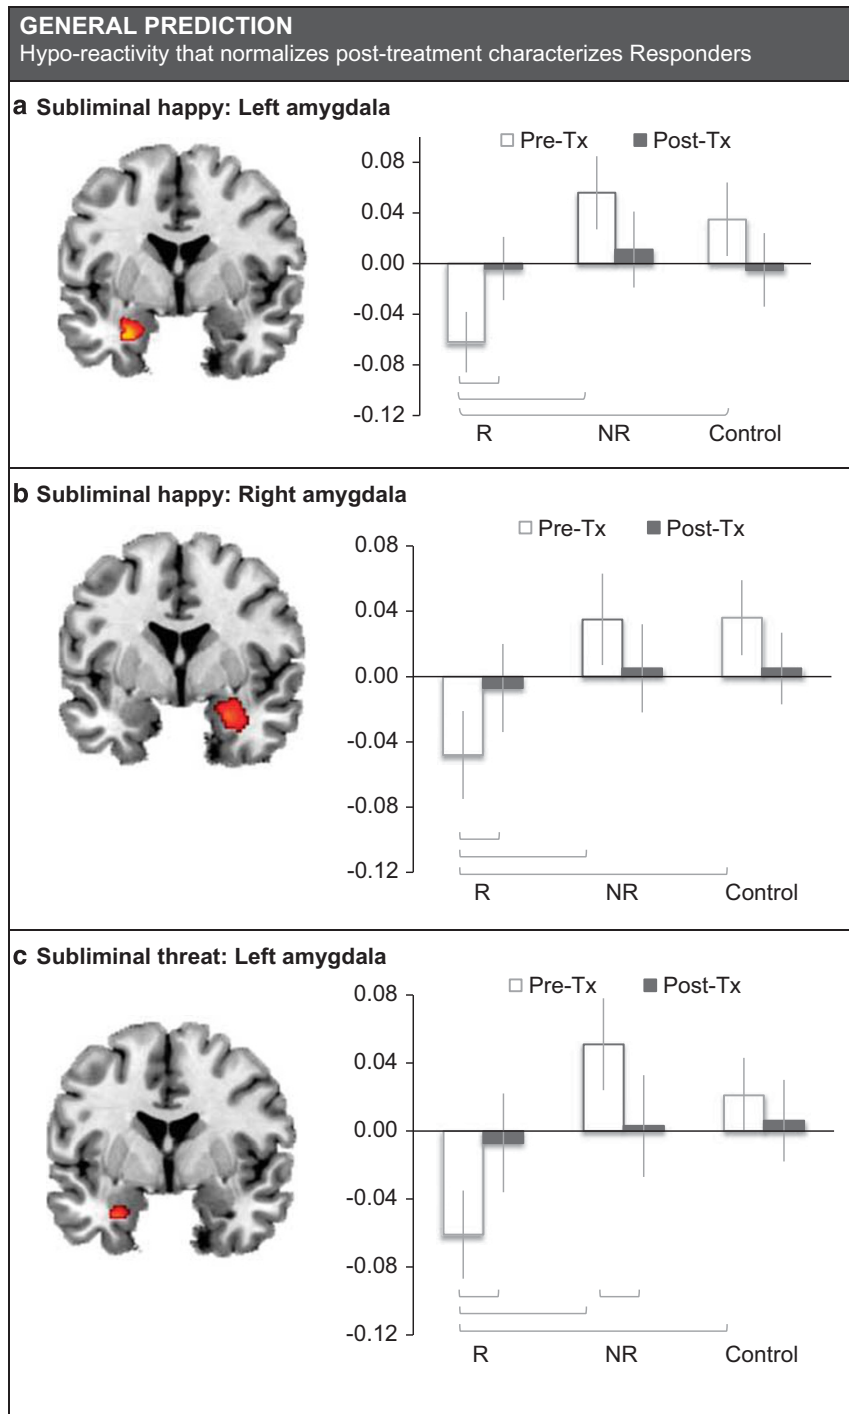 GENERAL PREDICTION
Hypo-reactivity that normalizes post-treatment characterizes Responders
a Subliminal happy: Left amygdala
Pre-Tx Post-Tx
0.08
0.04
0.00
-0.04
-0.08
-0.12
R NR Control
b Subliminal happy: Right amygdala
Pre-Tx Post-Tx
0.08
0.04
0.00
-0.04
-0.08
-0.12
R NR Control
c Subliminal threat: Left amygdala
Pre-Tx Post-Tx
0.08
0.04
0.00
-0.04
-0.08
-0.12
R NR Control